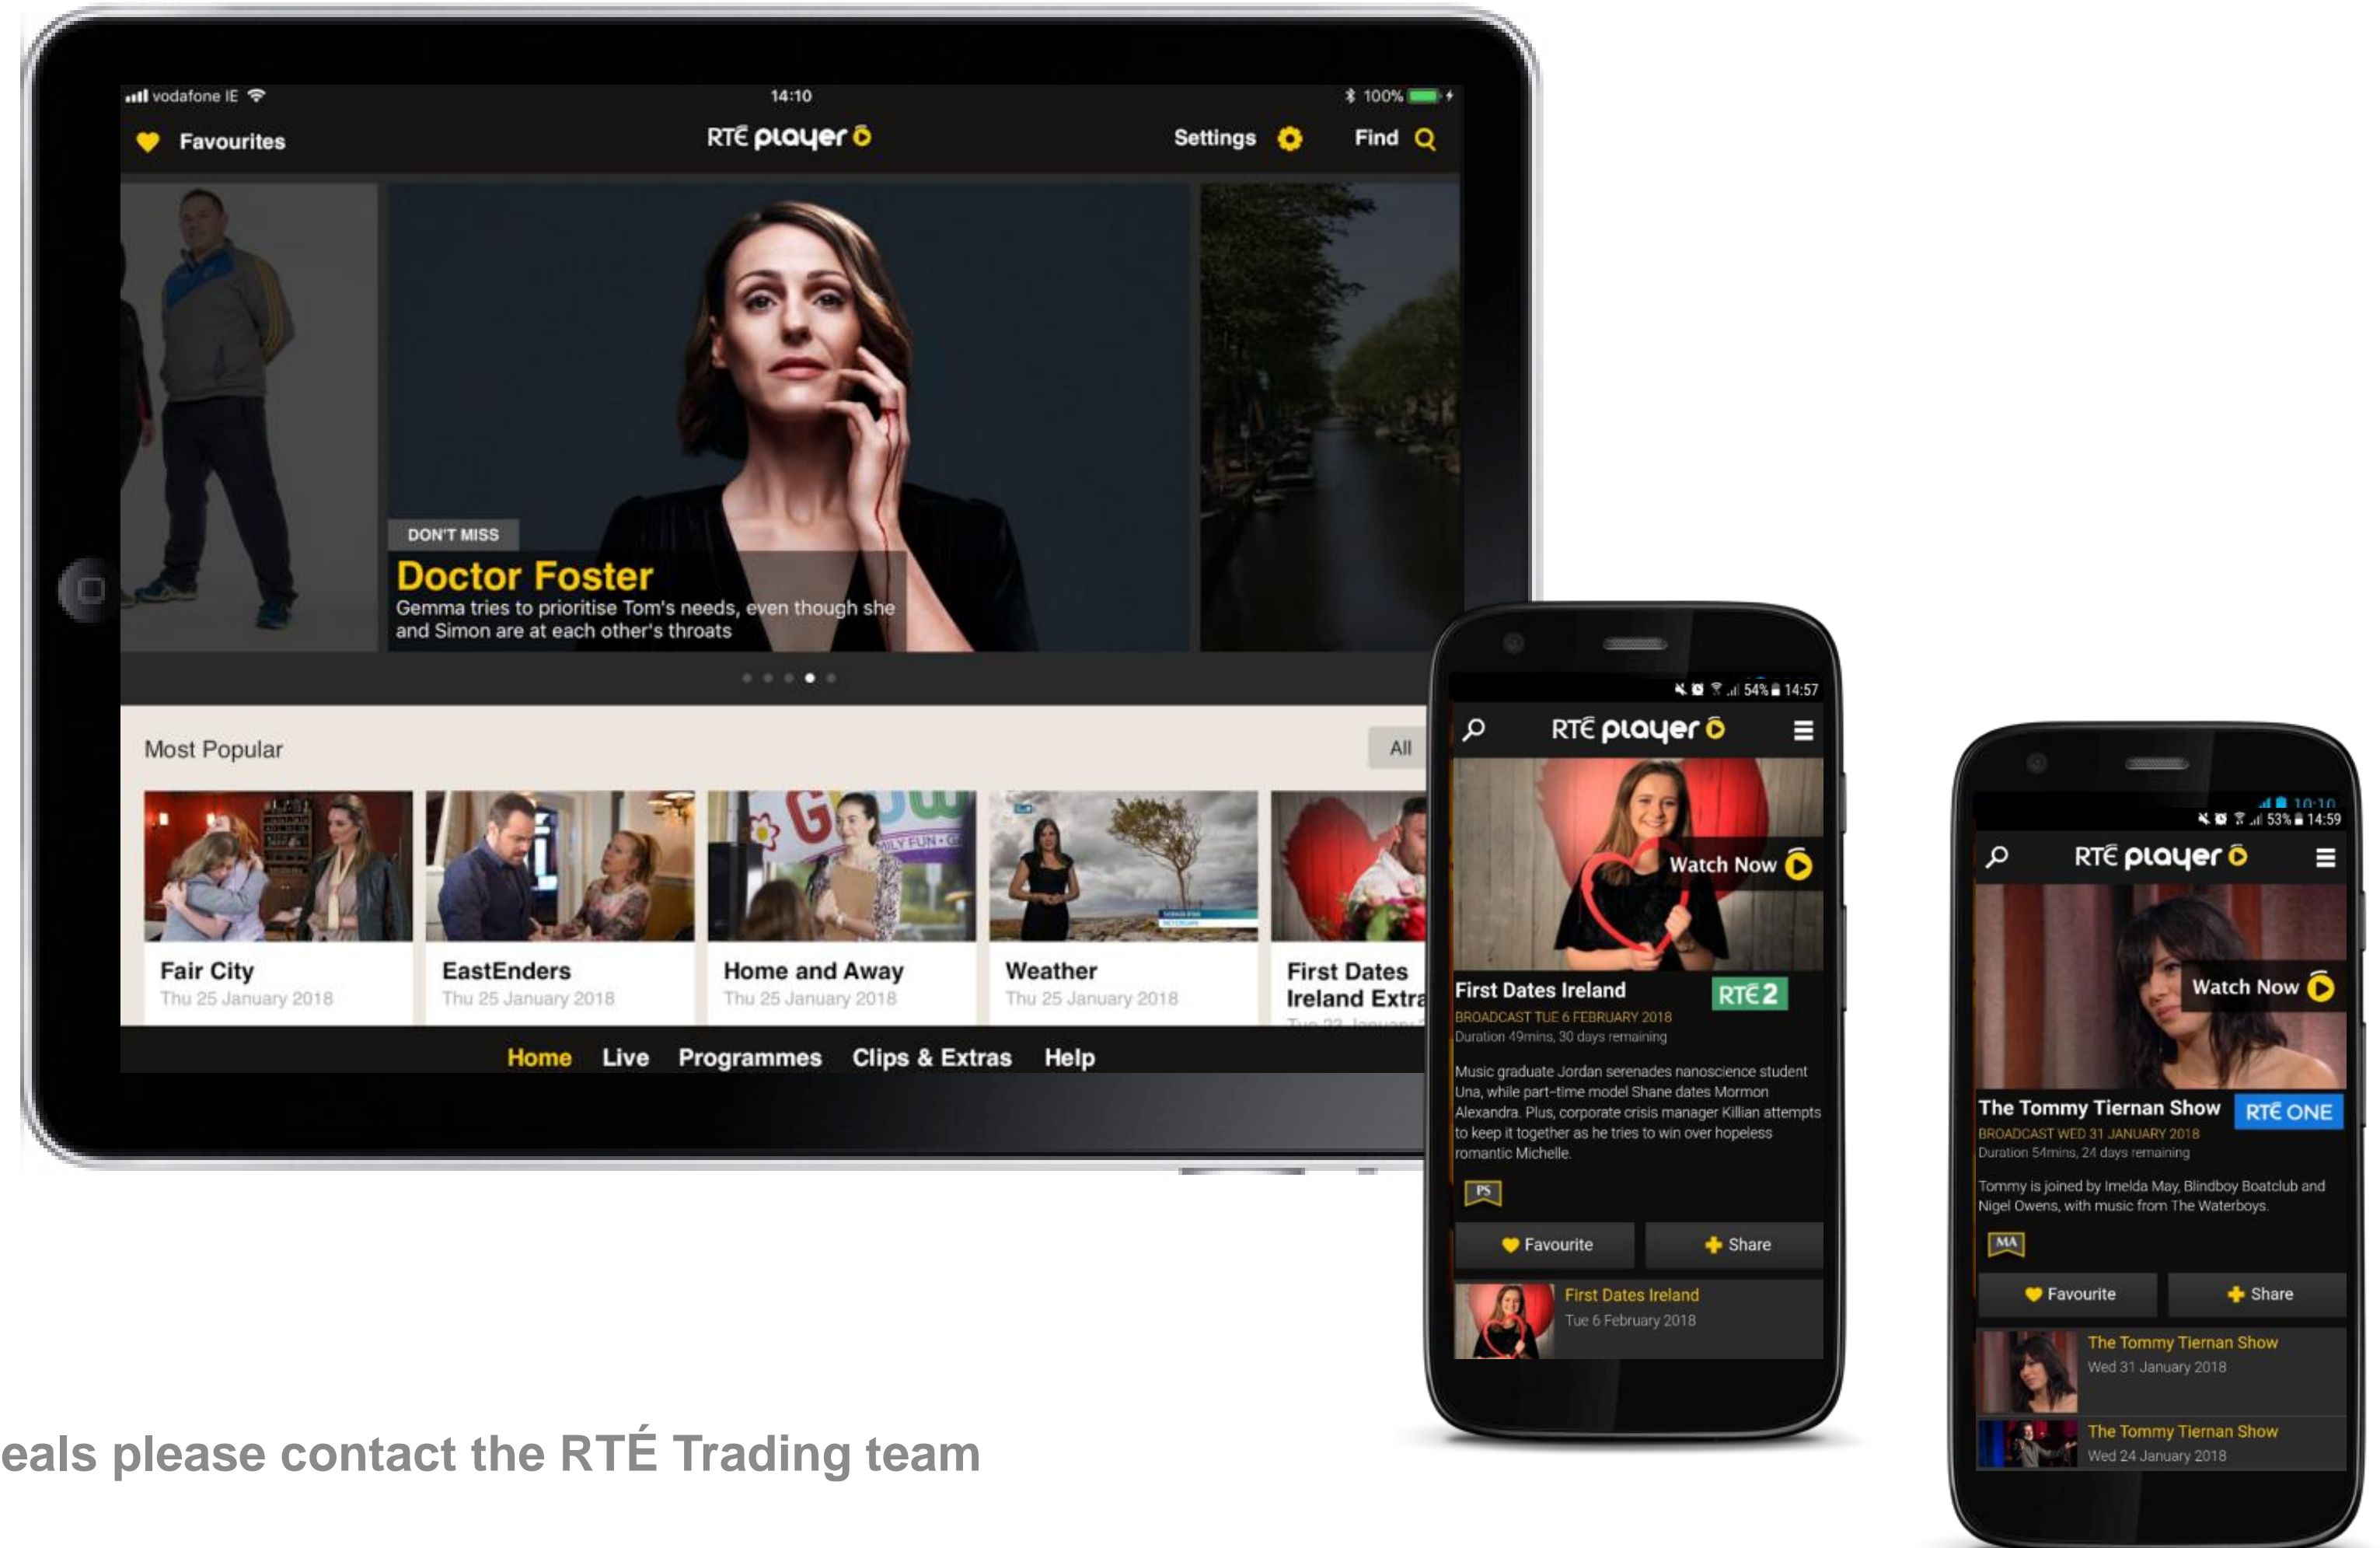 vodafone IE
14:10
100%
Favourites
RTÉ player
Settings
Find
DON'T MISS
Doctor Foster
Gemma tries to prioritise Tom's needs, even though she
and Simon are at each other's throats
Most Popular
All
Fair City
Thu 25 January 2018
EastEnders
Thu 25 January 2018
Home and Away
Thu 25 January 2018
Weather
Thu 25 January 2018
First Dates
Ireland Extra
Home Live Programmes Clips & Extras Help
54% 14:57
RTÉ player
Watch Now
First Dates Ireland
RTÉ 2
BROADCAST TUE 6 FEBRUARY 2018
Duration 49mins, 30 days remaining
Music graduate Jordan serenades nanoscience student
Una, while part-time model Shane dates Mormon
Alexandra. Plus, corporate crisis manager Killian attempts
to keep it together as he tries to win over hopeless
romantic Michelle.
PS
Favourite
Share
First Dates Ireland
Tue 6 February 2018
10:10
53% 14:59
RTÉ player
Watch Now
The Tommy Tiernan Show
RTÉ ONE
BROADCAST WED 31 JANUARY 2018
Duration 54mins, 24 days remaining
Tommy is joined by Imelda May, Blindboy Boatclub and
Nigel Owens, with music from The Waterboys.
MA
Favourite
Share
The Tommy Tiernan Show
Wed 31 January 2018
The Tommy Tiernan Show
Wed 24 January 2018
eals please contact the RTÉ Trading team